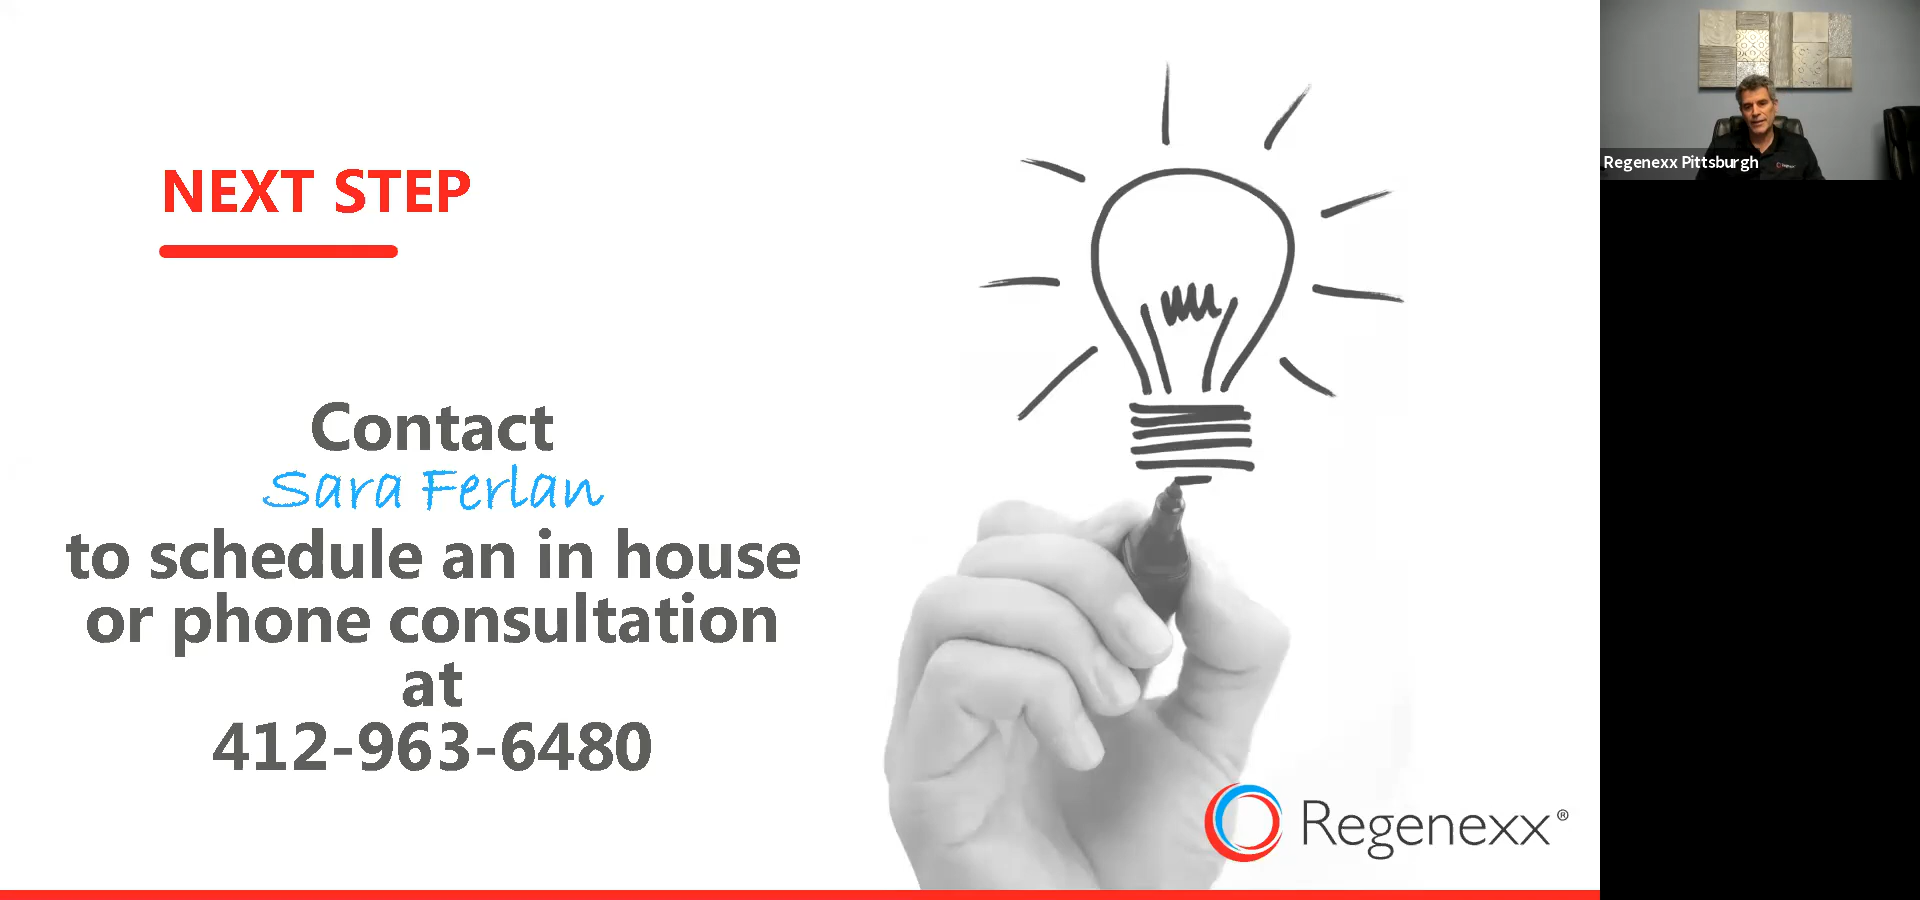 NEXT STEP
Contact
Sara Ferlan
to schedule an in house
or phone consultation
at
412-963-6480
Regenexx®
Regenexx Pittsburgh